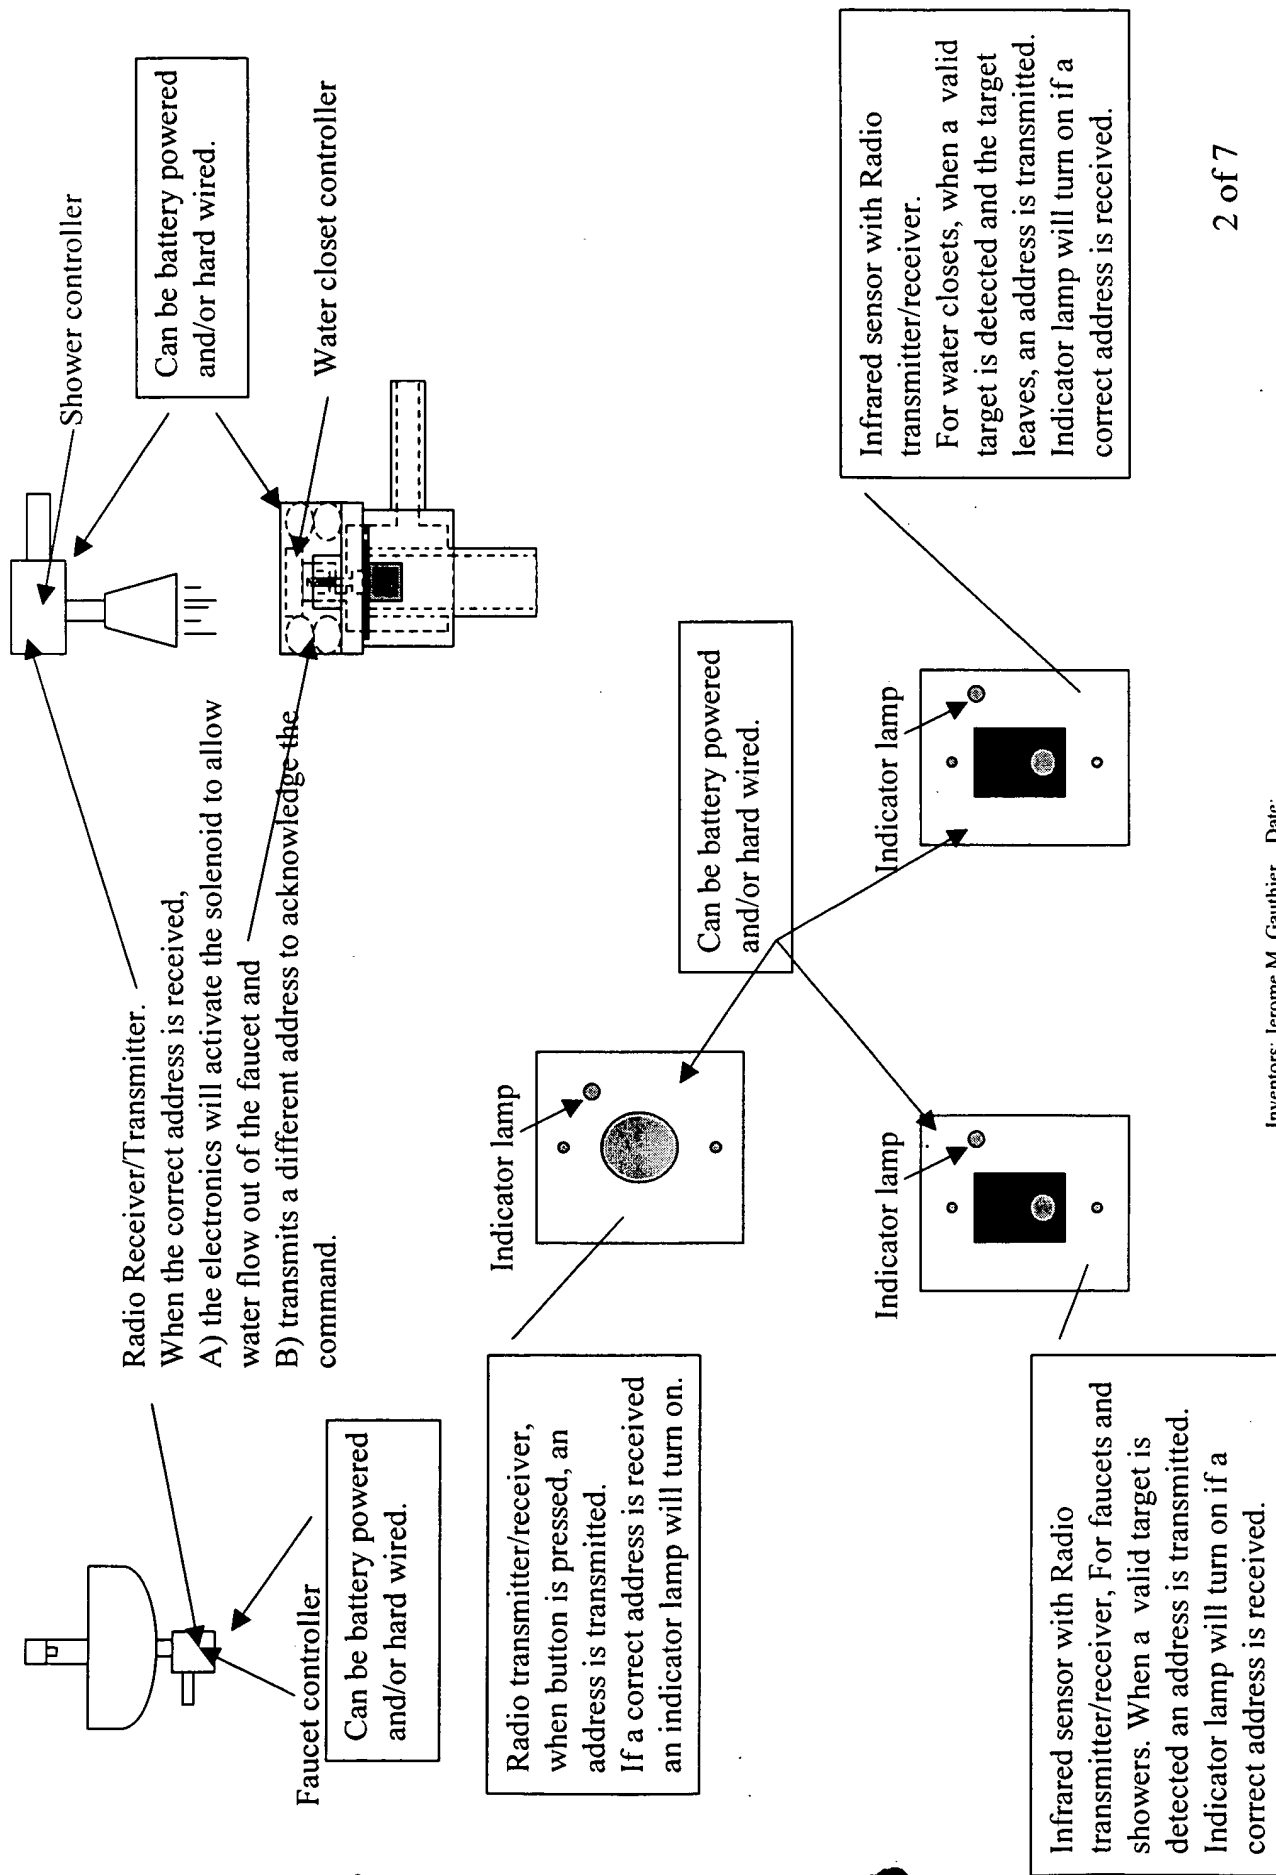 Shower controller
Can be battery powered
and/or hard wired.
Water closet controller
Radio Receiver/Transmitter.
When the correct address is received,
A) the electronics will activate the solenoid to allow
water flow out of the faucet and
B) transmits a different address to acknowledge the
command.
Faucet controller
Can be battery powered
and/or hard wired.
Radio transmitter/receiver,
when button is pressed, an
address is transmitted.
If a correct address is received
an indicator lamp will turn on.
Indicator lamp
Can be battery powered
and/or hard wired.
Infrared sensor with Radio
transmitter/receiver, For faucets and
showers. When a valid target is
detected an address is transmitted.
Indicator lamp will turn on if a
correct address is received.
Indicator lamp
Indicator lamp
Infrared sensor with Radio
transmitter/receiver.
For water closets, when a valid
target is detected and the target
leaves, an address is transmitted.
Indicator lamp will turn on if a
correct address is received.
Inventors: Jerome M. Gauthier Date:
2 of 7